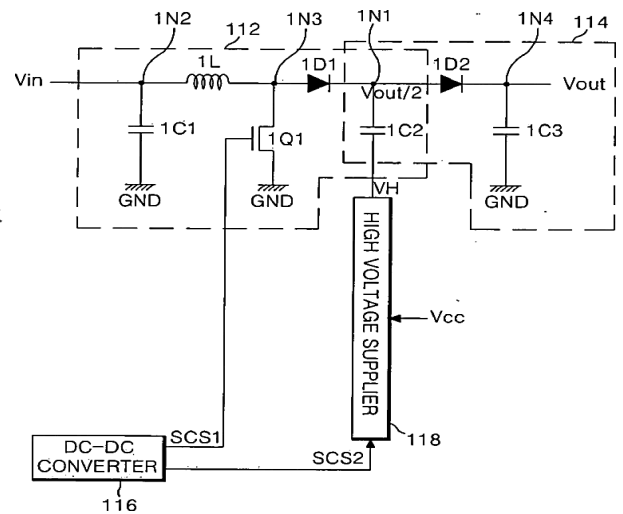 1N2
112
1N3
1N1
1N4
114
Vin
1L
1D1
1D2
Vout
Vout/2
1C1
1Q1
1C2
1C3
GND
GND
GND
VH
HIGH VOLTAGE SUPPLIER
Vcc
118
DC-DC
CONVERTER
SCS1
SCS2
116